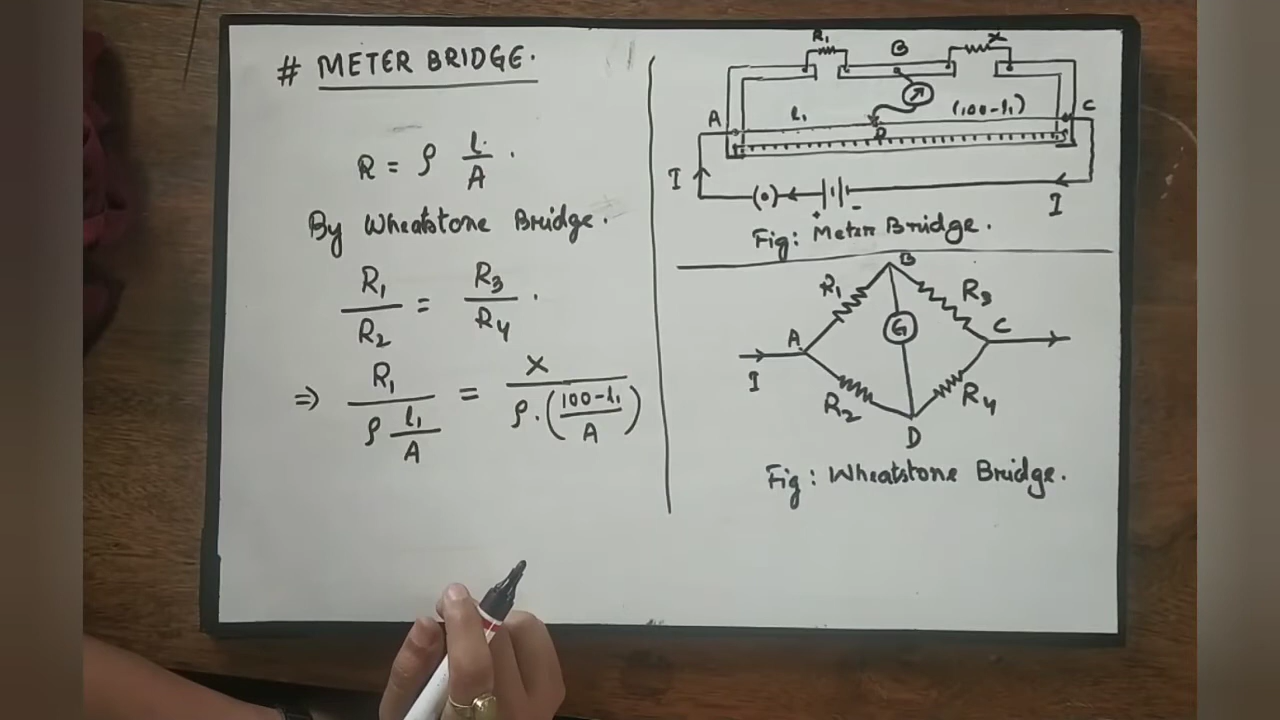 # METER BRIDGE.
R = ρ l/A .
By Wheatstone Bridge.
R₁/R₂ = R₃/R₄ .
⇒ R₁/(ρ l₁/A) = X/(ρ.(100-l₁/A))
R₁ B X
A l₁ D (100-l₁) C
I + - I
Fig: Meter Bridge.
B
R₁ R₃
A G C
I R₂ R₄
D
Fig: Wheatstone Bridge.